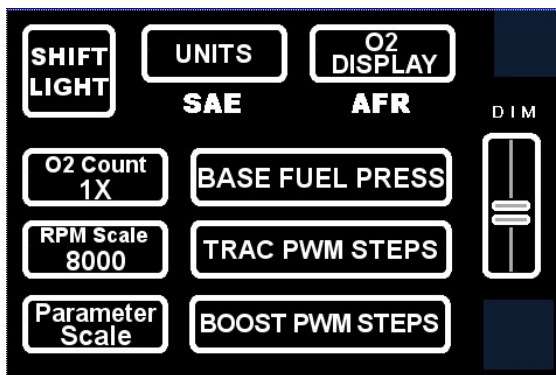 SHIFT
LIGHT
UNITS
SAE
O2
DISPLAY
AFR
DIM
O2 Count
1X
BASE FUEL PRESS
RPM Scale
8000
TRAC PWM STEPS
Parameter
Scale
BOOST PWM STEPS